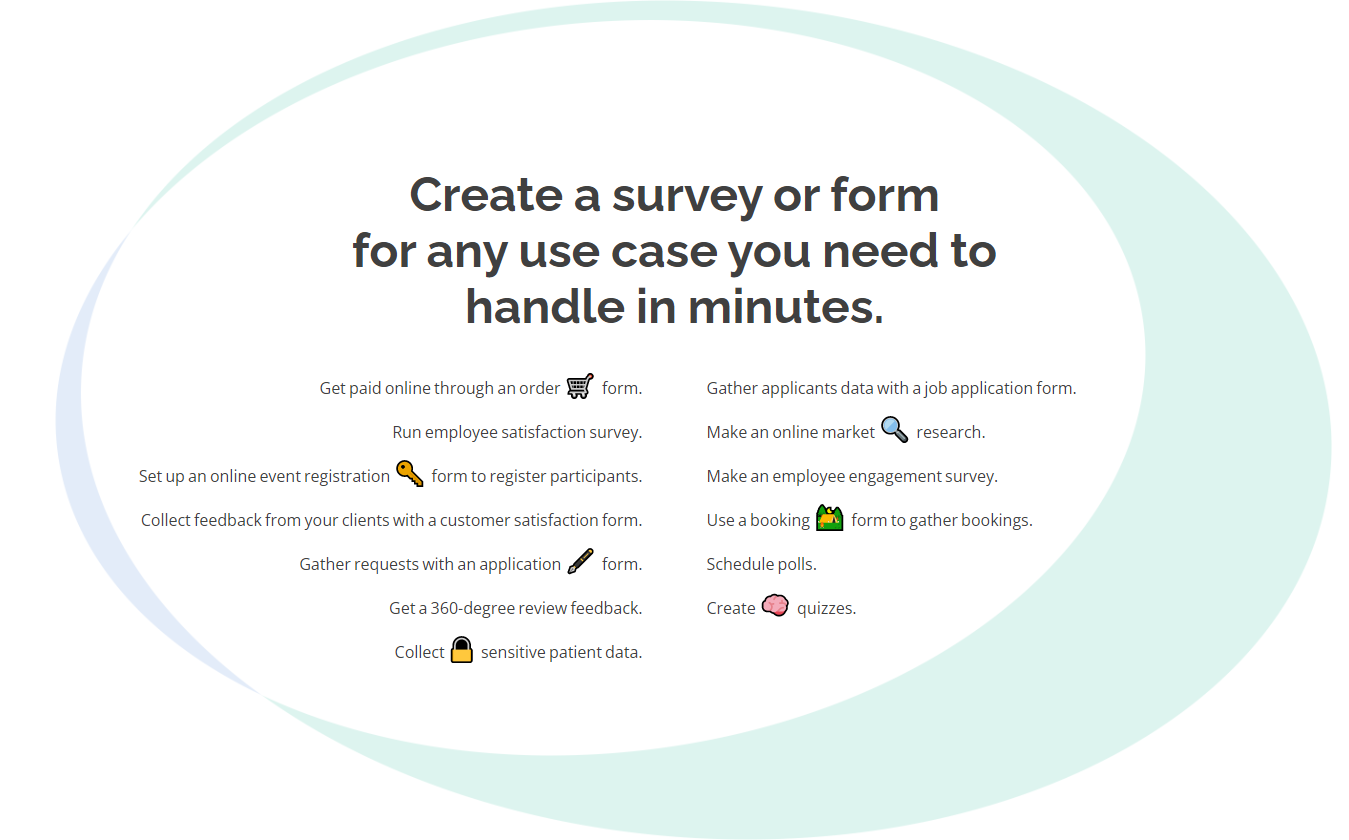 Create a survey or form
for any use case you need to
handle in minutes.
Get paid online through an order form.
Run employee satisfaction survey.
Set up an online event registration form to register participants.
Collect feedback from your clients with a customer satisfaction form.
Gather requests with an application form.
Get a 360-degree review feedback.
Collect sensitive patient data.
Gather applicants data with a job application form.
Make an online market research.
Make an employee engagement survey.
Use a booking form to gather bookings.
Schedule polls.
Create quizzes.